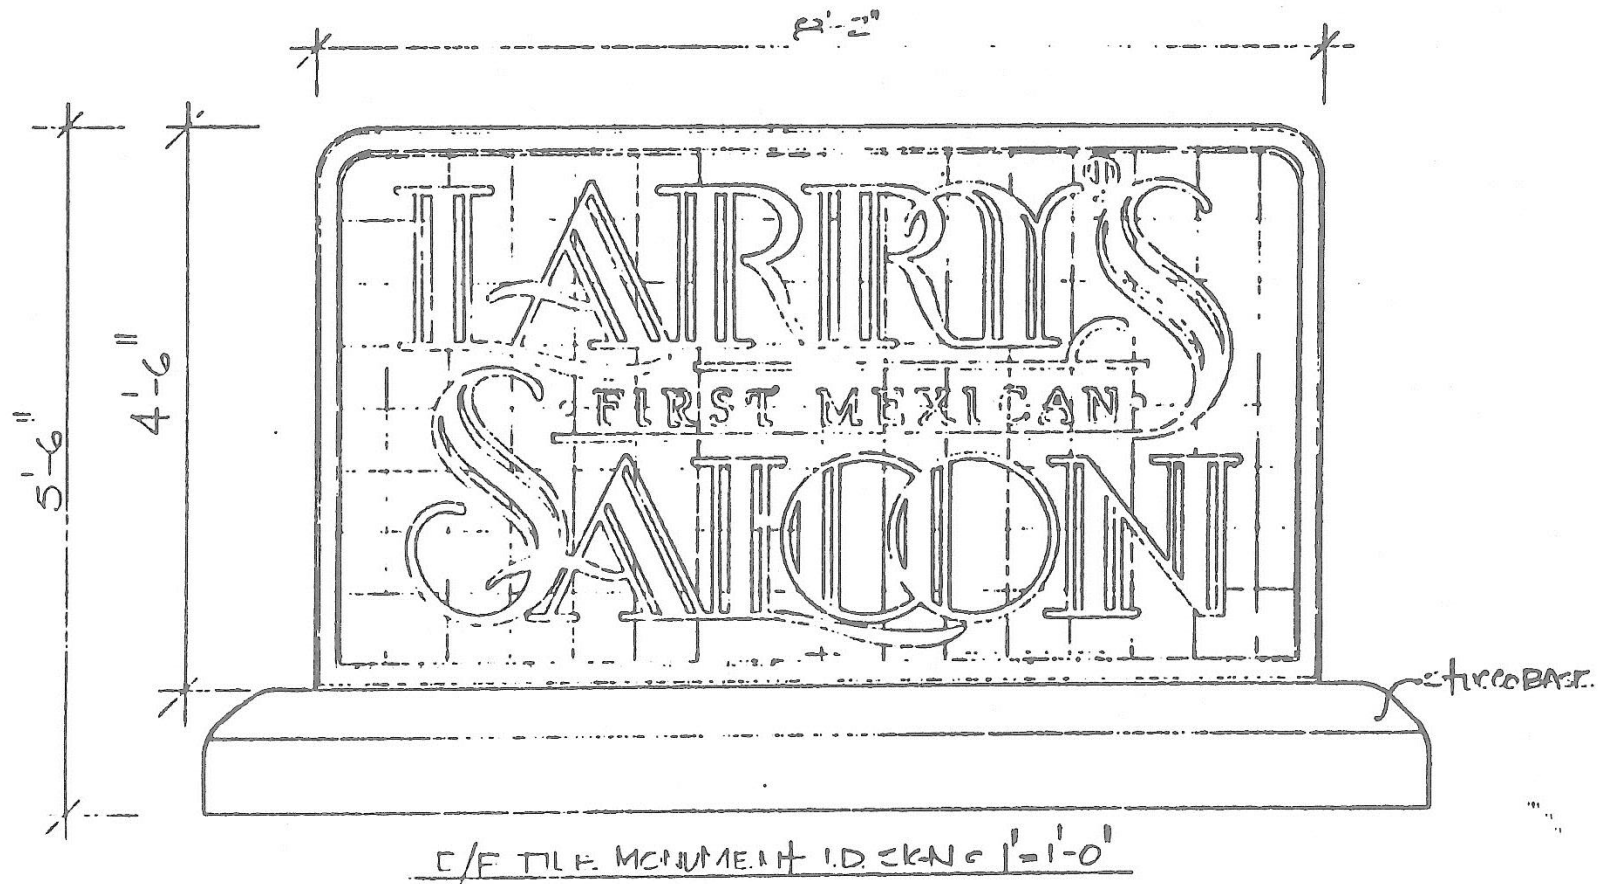 8'-2"
5'-6"
4'-6"
LARRY'S
FIRST MEXICAN
SALOON
stucco BASE
D/F TILE MONUMENT I.D. SIGN 1"=1'-0"